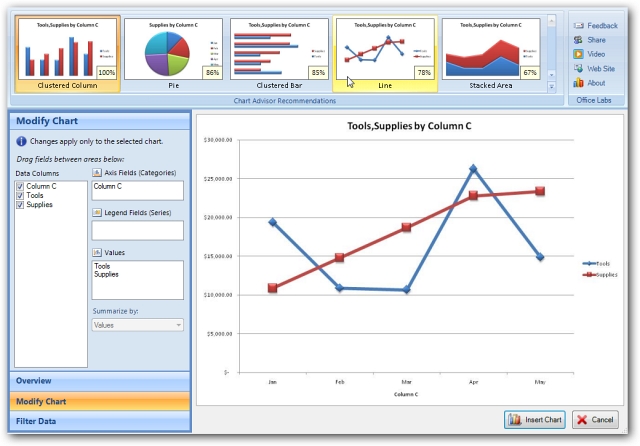 Tools,Supplies by Column C
100%
Clustered Column
Supplies by Column C
86%
Pie
Tools,Supplies by Column C
85%
Clustered Bar
Tools,Supplies by Column C
78%
Line
Tools,Supplies by Column C
67%
Stacked Area
Chart Advisor Recommendations
Feedback
Share
Video
Web Site
About
Office Labs
Modify Chart
Changes apply only to the selected chart.
Drag fields between areas below:
Data Columns
Column C
Tools
Supplies
Axis Fields (Categories)
Column C
Legend Fields (Series)
Values
Tools
Supplies
Summarize by:
Values
Overview
Modify Chart
Filter Data
Tools,Supplies by Column C
$30,000.00
$25,000.00
$20,000.00
$15,000.00
$10,000.00
$5,000.00
$-
Jan
Feb
Mar
Apr
May
Column C
Tools
Supplies
Insert Chart
Cancel